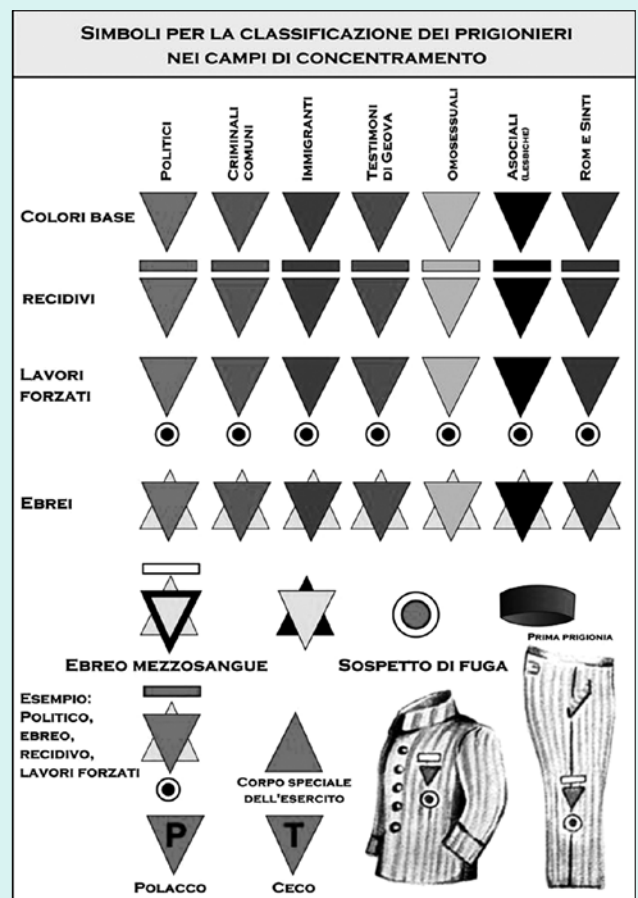 SIMBOLI PER LA CLASSIFICAZIONE DEI PRIGIONIERI
NEI CAMPI DI CONCENTRAMENTO
POLITICI
CRIMINALI
COMUNI
IMMIGRANTI
TESTIMONI
DI GEOVA
OMOSESSUALI
ASOCIALI
(LESBICHE)
ROM E SINTI
COLORI BASE
RECIDIVI
LAVORI
FORZATI
EBREI
EBREO MEZZOSANGUE
SOSPETTO DI FUGA
PRIMA PRIGIONIA
ESEMPIO:
POLITICO,
EBREO,
RECIDIVO,
LAVORI FORZATI
CORPO SPECIALE
DELL'ESERCITO
P
T
POLACCO
CECO